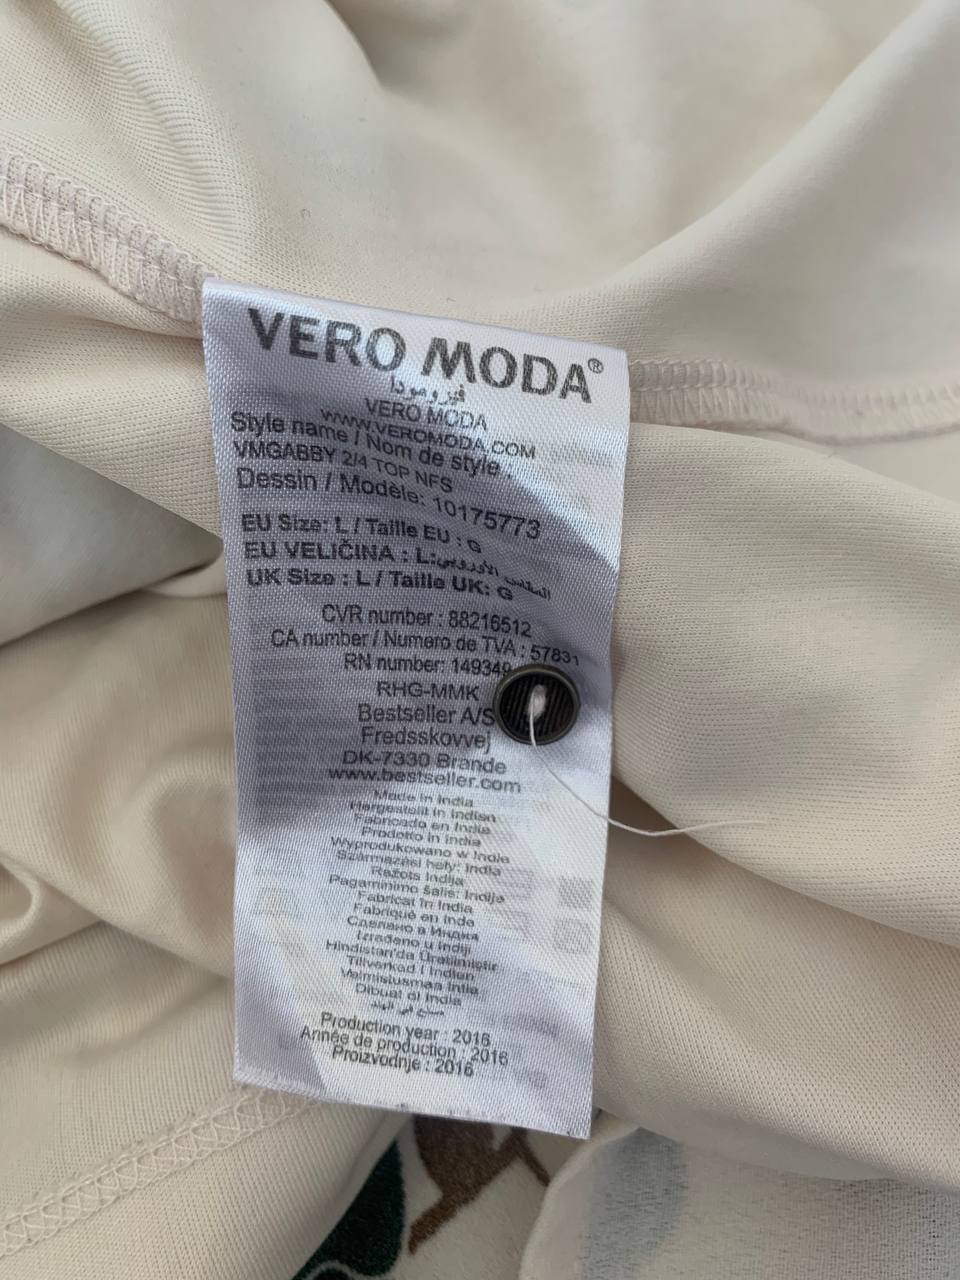 VERO MODA®
فيرومودا
VERO MODA
www.VEROMODA.COM
Style name / Nom de style :
VMGABBY 2/4 TOP NFS
Dessin / Modèle: 10175773
EU Size: L / Taille EU : G
EU VELIČINA : L:المقاس الأوروبي
UK Size : L / Taille UK: G
CVR number : 88216512
CA number / Numero de TVA : 57831
RN number: 149349
RHG-MMK
Bestseller A/S
Fredsskovvej
DK-7330 Brande
www.bestseller.com
Made in India
Hergestellt in Indien
Fabricado en India
Prodotto in India
Wyprodukowano w Indie
Származási hely: India
Ražots Indija
Pagaminimo šalis: Indija
Fabricat în India
Fabriqué en Inde
Сделано в Индия
Izrađeno u Indiji
Hindistan'da Üretilmiştir
Tillverkad i Indien
Valmistusmaa Intia
Dibuat di India
صنع في الهند
Production year : 2016
Année de production : 2016
Proizvodnje : 2016